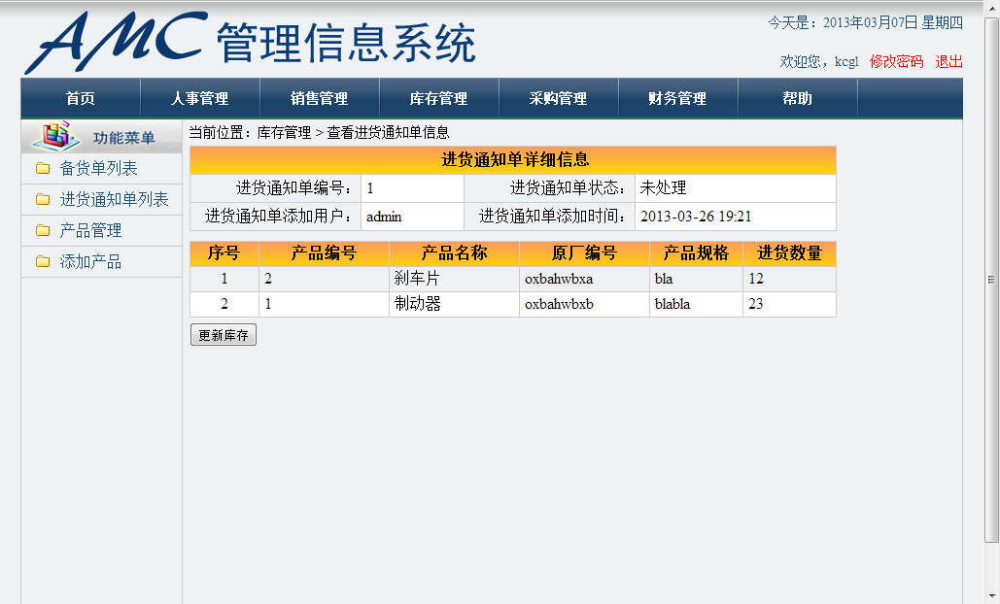 AMC 管理信息系统
今天是：2013年03月07日 星期四
欢迎您，kcgl 修改密码 退出
首页 人事管理 销售管理 库存管理 采购管理 财务管理 帮助
功能菜单
备货单列表
进货通知单列表
产品管理
添加产品
当前位置：库存管理 > 查看进货通知单信息
进货通知单详细信息
进货通知单编号： 1 进货通知单状态： 未处理
进货通知单添加用户： admin 进货通知单添加时间： 2013-03-26 19:21
序号 产品编号 产品名称 原厂编号 产品规格 进货数量
1 2 刹车片 oxbahwbxa bla 12
2 1 制动器 oxbahwbxb blabla 23
更新库存